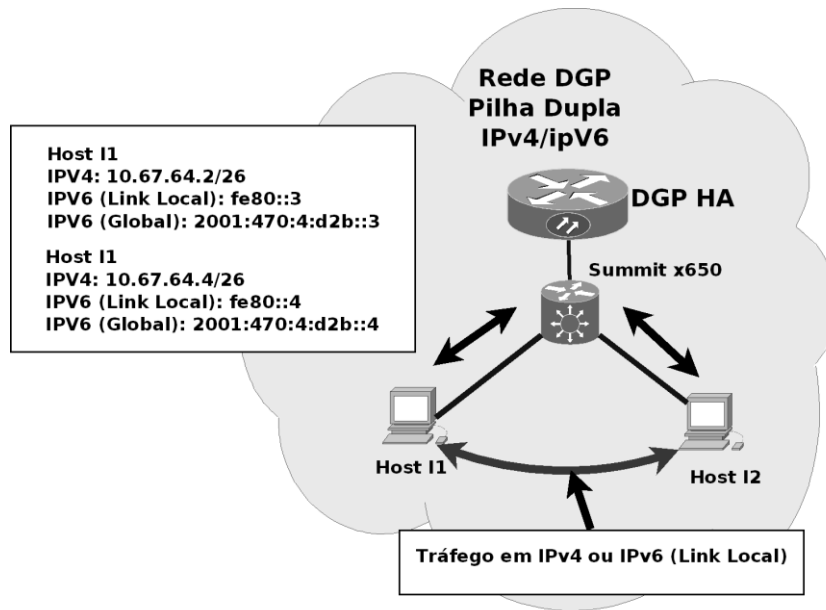 Rede DGP
Pilha Dupla
IPv4/ipV6
Host I1
IPV4: 10.67.64.2/26
IPV6 (Link Local): fe80::3
IPV6 (Global): 2001:470:4:d2b::3
Host I1
IPV4: 10.67.64.4/26
IPV6 (Link Local): fe80::4
IPV6 (Global): 2001:470:4:d2b::4
DGP HA
Summit x650
Host I1
Host I2
Tráfego em IPv4 ou IPv6 (Link Local)